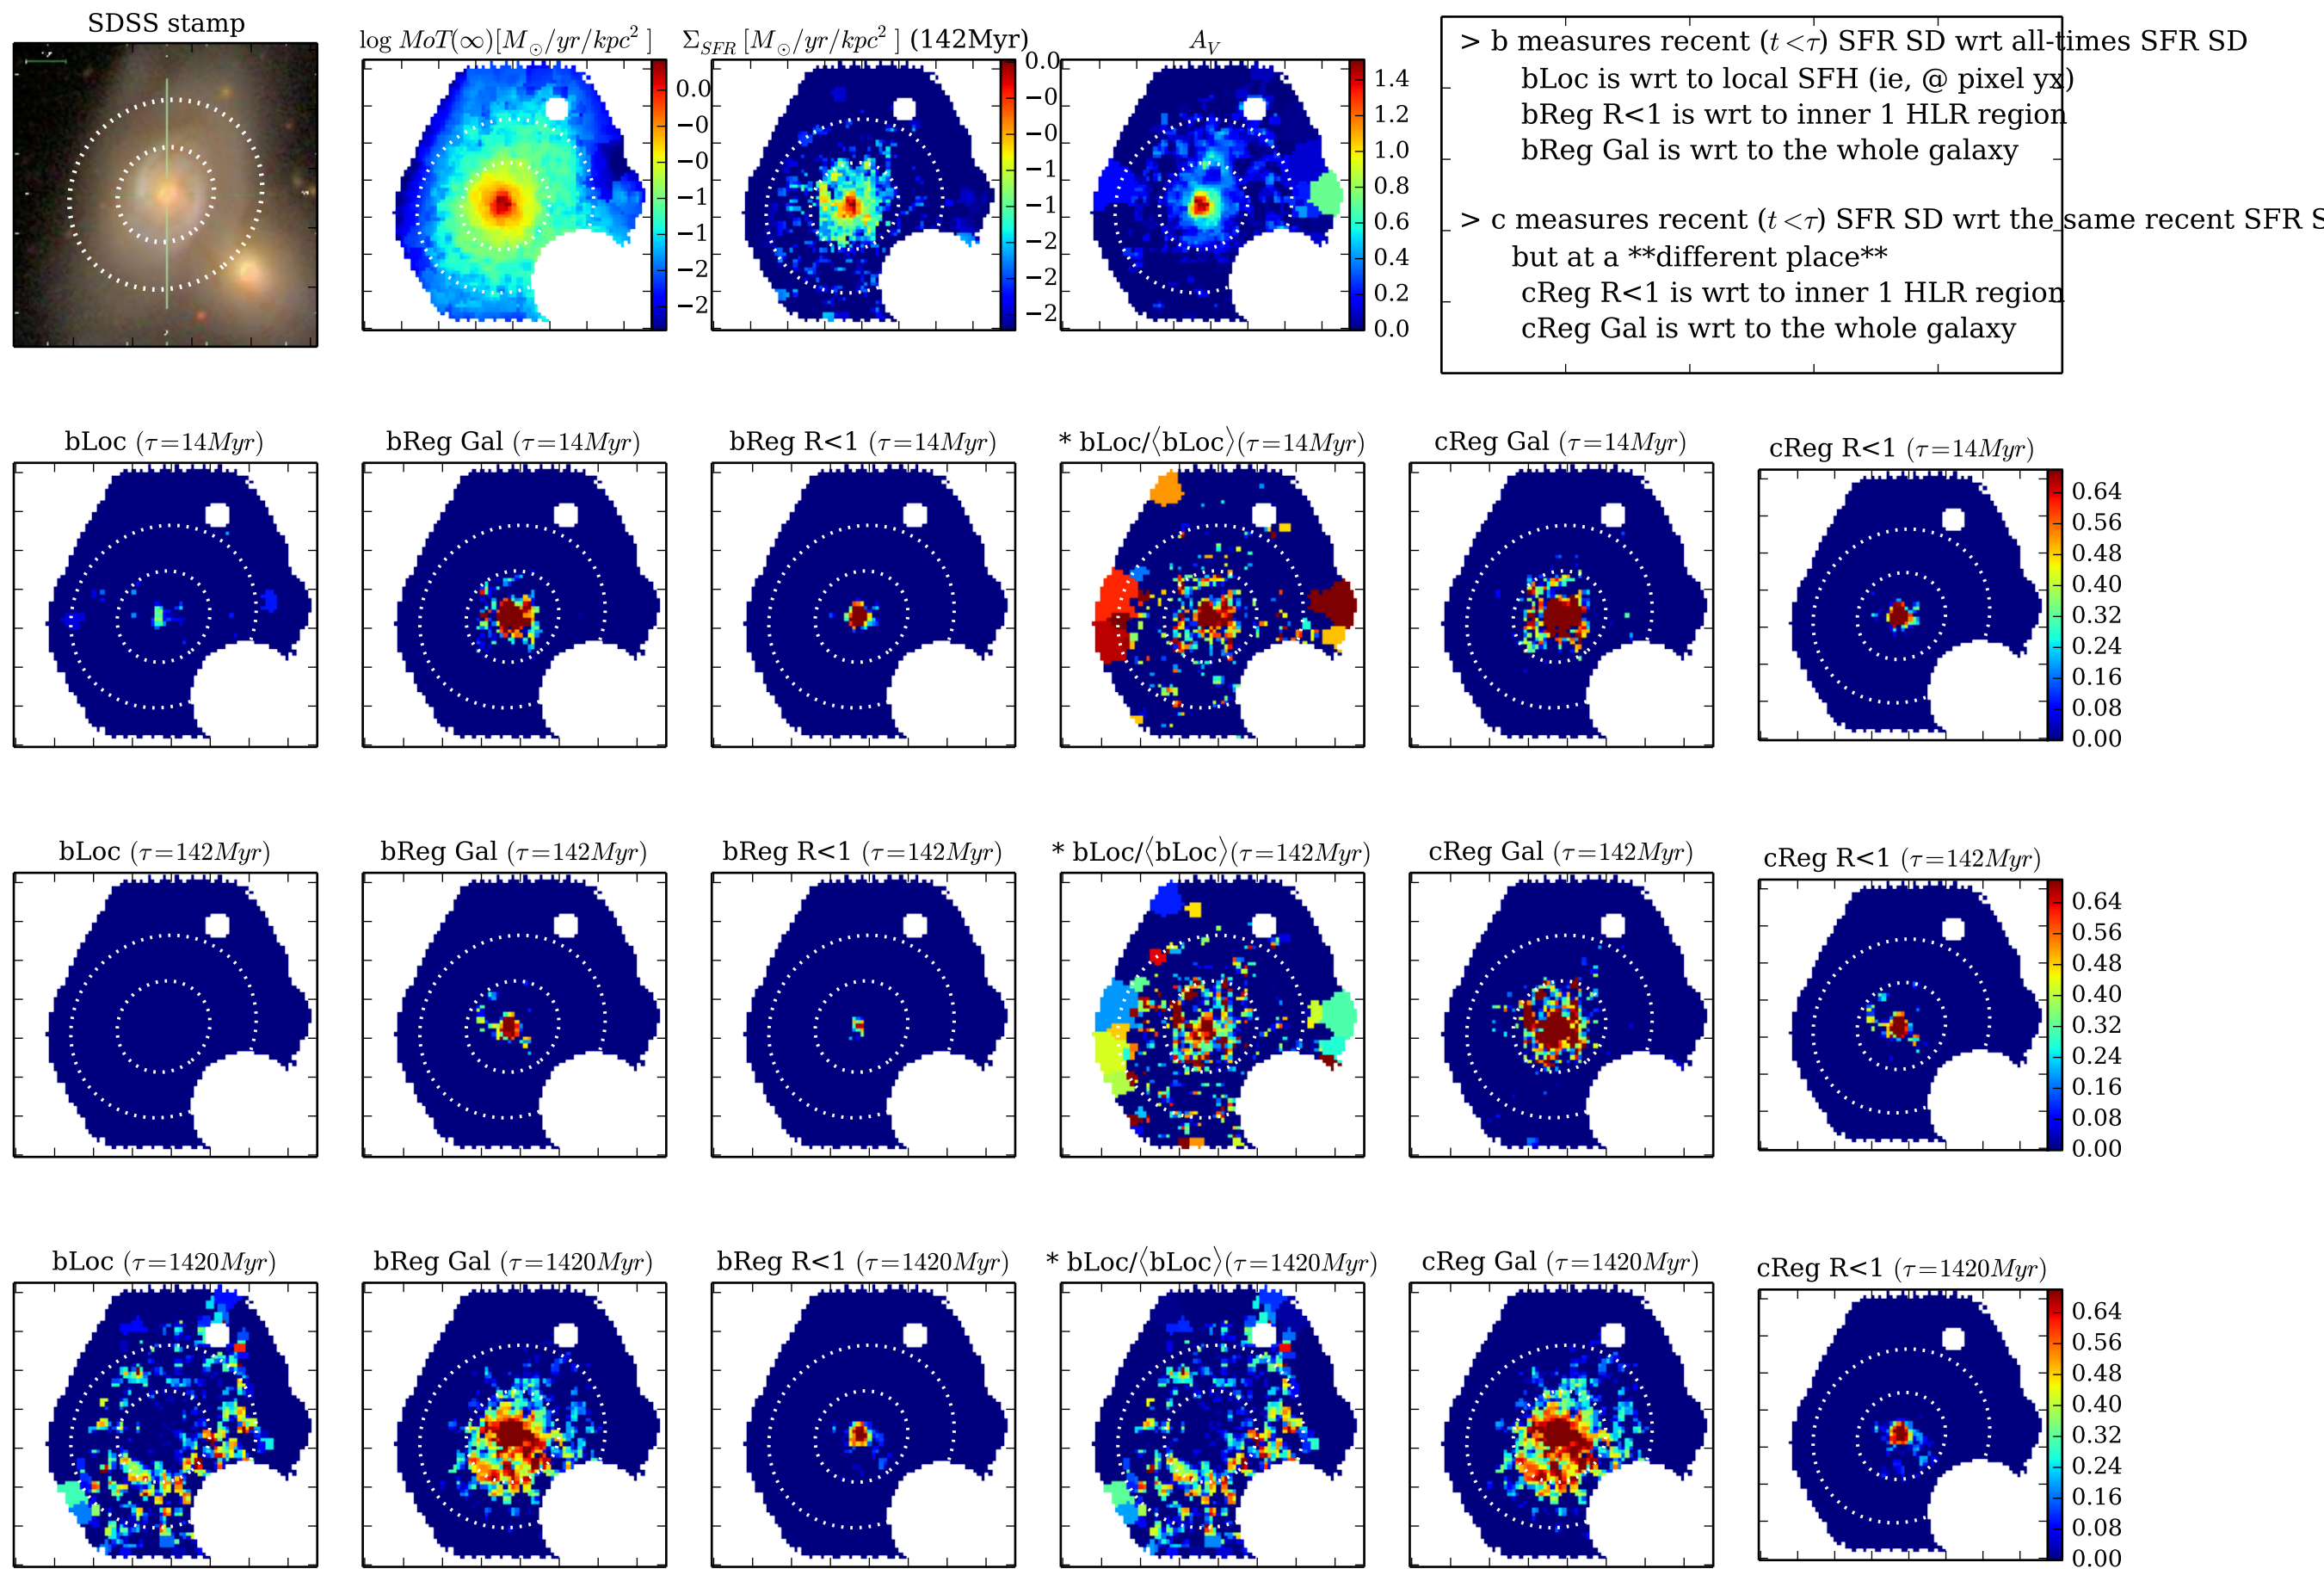 SDSS stamp
log MoT(∞)[M⊙/yr/kpc²]
Σ_SFR [M⊙/yr/kpc²] (142Myr)
A_V
0.0
−0
−0
−1
−1
−2
−2
0.0
−0
−0
−1
−1
−2
−2
−2
1.4
1.2
1.0
0.8
0.6
0.4
0.2
0.0
> b measures recent (t<τ) SFR SD wrt all-times SFR SD
bLoc is wrt to local SFH (ie, @ pixel yx)
bReg R<1 is wrt to inner 1 HLR region
bReg Gal is wrt to the whole galaxy
> c measures recent (t<τ) SFR SD wrt the same recent SFR S
but at a **different place**
cReg R<1 is wrt to inner 1 HLR region
cReg Gal is wrt to the whole galaxy
bLoc (τ=14Myr)
bReg Gal (τ=14Myr)
bReg R<1 (τ=14Myr)
* bLoc/⟨bLoc⟩(τ=14Myr)
cReg Gal (τ=14Myr)
cReg R<1 (τ=14Myr)
0.64
0.56
0.48
0.40
0.32
0.24
0.16
0.08
0.00
bLoc (τ=142Myr)
bReg Gal (τ=142Myr)
bReg R<1 (τ=142Myr)
* bLoc/⟨bLoc⟩(τ=142Myr)
cReg Gal (τ=142Myr)
cReg R<1 (τ=142Myr)
0.64
0.56
0.48
0.40
0.32
0.24
0.16
0.08
0.00
bLoc (τ=1420Myr)
bReg Gal (τ=1420Myr)
bReg R<1 (τ=1420Myr)
* bLoc/⟨bLoc⟩(τ=1420Myr)
cReg Gal (τ=1420Myr)
cReg R<1 (τ=1420Myr)
0.64
0.56
0.48
0.40
0.32
0.24
0.16
0.08
0.00